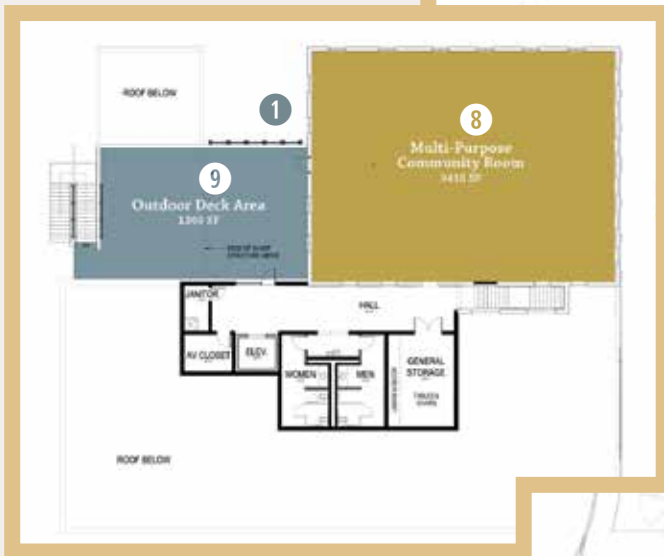 ROOF BELOW
1
8
Multi-Purpose
Community Room
9
Outdoor Deck Area
JANITOR
HALL
AV CLOSET
ELEV.
WOMEN
MEN
GENERAL
STORAGE
ROOF BELOW